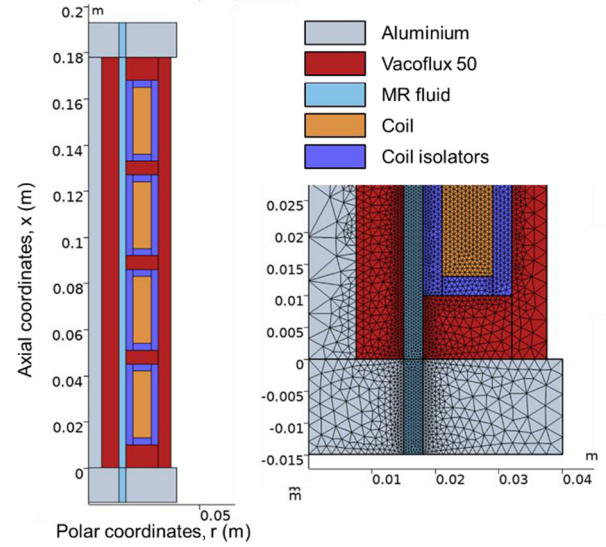 0.2
m
0.18
0.16
0.14
0.12
0.1
0.08
0.06
0.04
0.02
0
0.05
Axial coordinates, x (m)
Polar coordinates, r (m)
Aluminium
Vacoflux 50
MR fluid
Coil
Coil isolators
0.025
0.02
0.015
0.01
0.005
0
-0.005
-0.01
-0.015
m
0.01
0.02
0.03
0.04
m
m